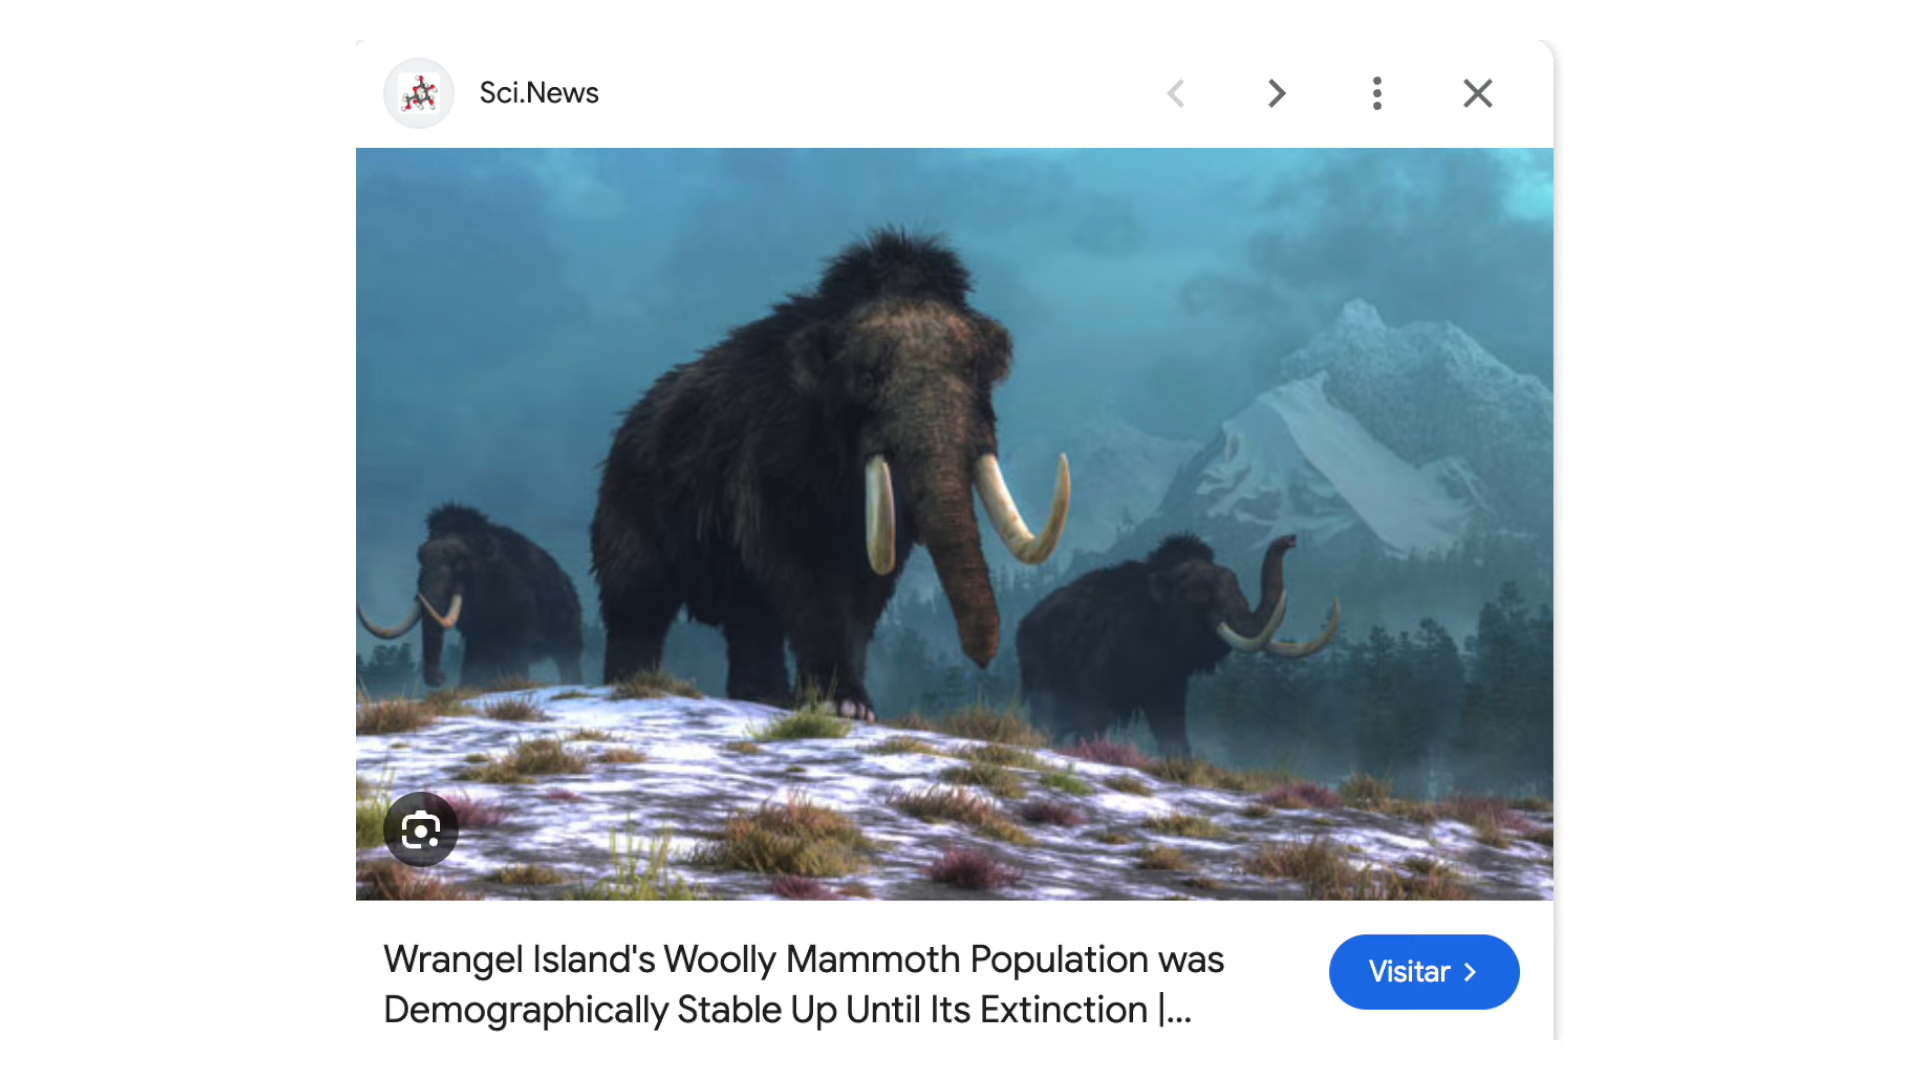 Sci.News
Wrangel Island's Woolly Mammoth Population was
Demographically Stable Up Until Its Extinction |...
Visitar